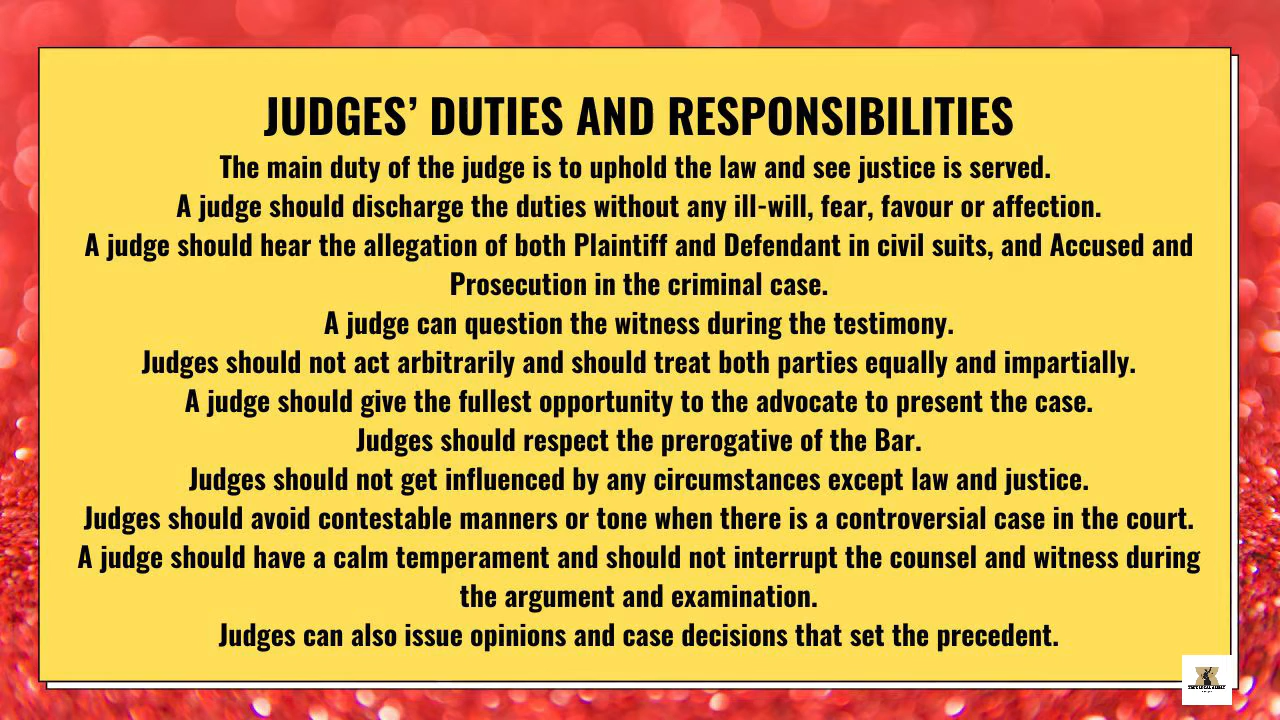 JUDGES’ DUTIES AND RESPONSIBILITIES
The main duty of the judge is to uphold the law and see justice is served.
A judge should discharge the duties without any ill-will, fear, favour or affection.
A judge should hear the allegation of both Plaintiff and Defendant in civil suits, and Accused and
Prosecution in the criminal case.
A judge can question the witness during the testimony.
Judges should not act arbitrarily and should treat both parties equally and impartially.
A judge should give the fullest opportunity to the advocate to present the case.
Judges should respect the prerogative of the Bar.
Judges should not get influenced by any circumstances except law and justice.
Judges should avoid contestable manners or tone when there is a controversial case in the court.
A judge should have a calm temperament and should not interrupt the counsel and witness during
the argument and examination.
Judges can also issue opinions and case decisions that set the precedent.